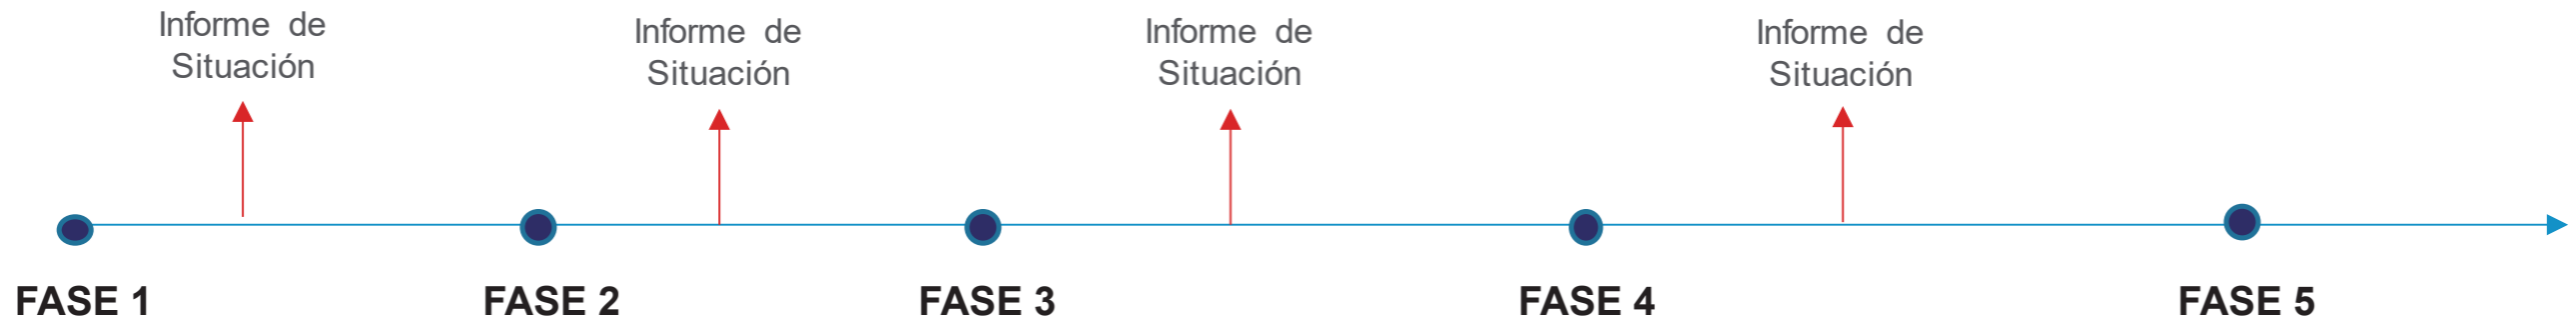 Informe de
Situación
Informe de
Situación
Informe de
Situación
Informe de
Situación
FASE 1
FASE 2
FASE 3
FASE 4
FASE 5